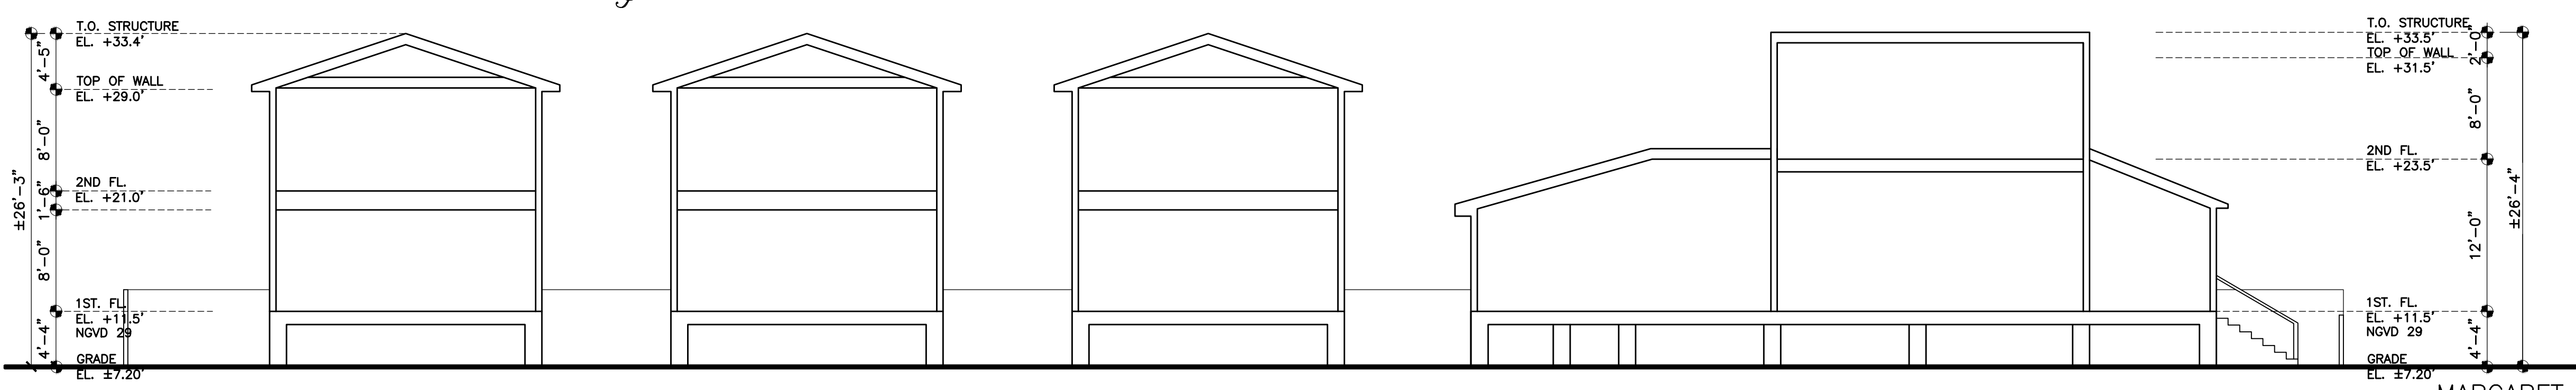 T.O. STRUCTURE
EL. +33.4'
4'-5"
TOP OF WALL
EL. +29.0'
8'-0"
2ND FL.
EL. +21.0'
1'-6"
±26'-3"
8'-0"
1ST. FL.
EL. +11.5'
NGVD 29
4'-4"
GRADE
EL. ±7.20'
T.O. STRUCTURE
EL. +33.5'
2'-0"
TOP OF WALL
EL. +31.5'
8'-0"
2ND FL.
EL. +23.5'
±26'-4"
12'-0"
1ST. FL.
EL. +11.5'
NGVD 29
4'-4"
GRADE
EL. ±7.20'
MARGARET